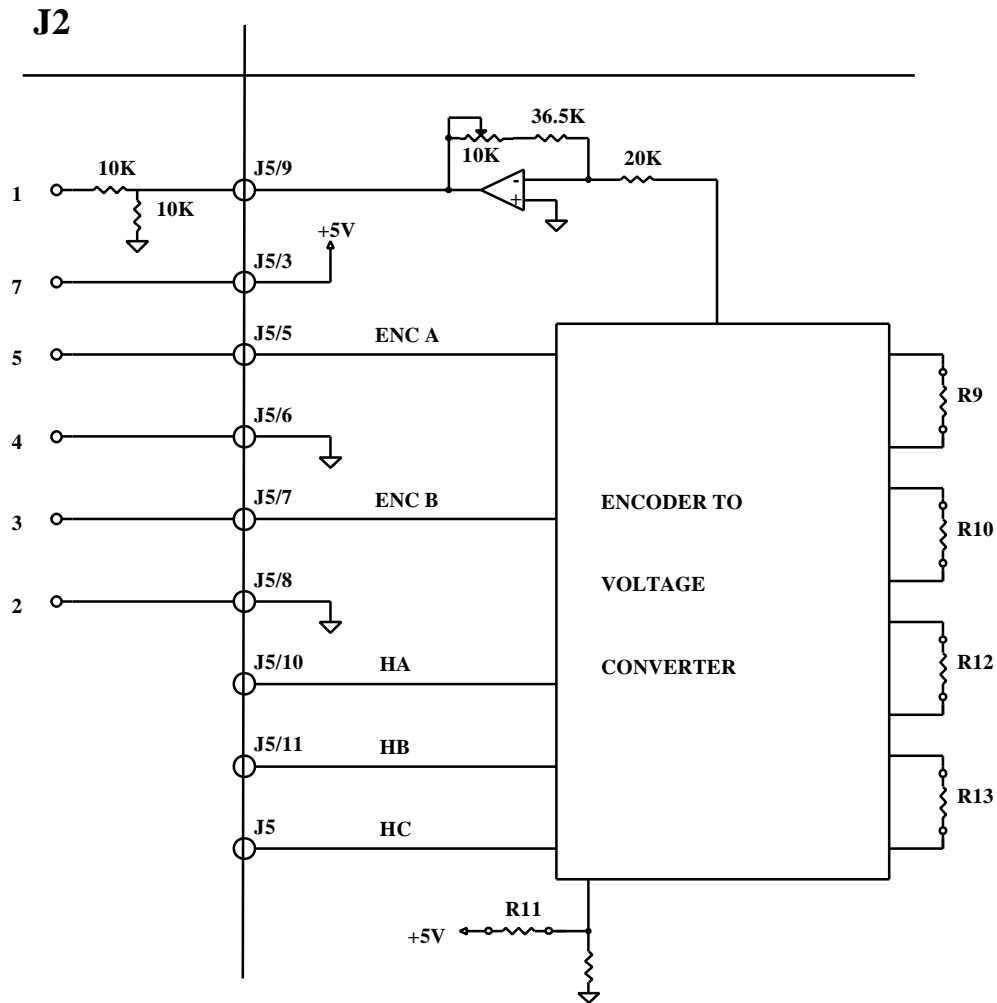 J2
36.5K
10K
20K
10K
J5/9
1
10K
+5V
J5/3
7
J5/5
ENC A
5
R9
J5/6
4
J5/7
ENC B
ENCODER TO
3
R10
J5/8
VOLTAGE
2
J5/10
HA
CONVERTER
R12
J5/11
HB
R13
J5
HC
R11
+5V
-
+